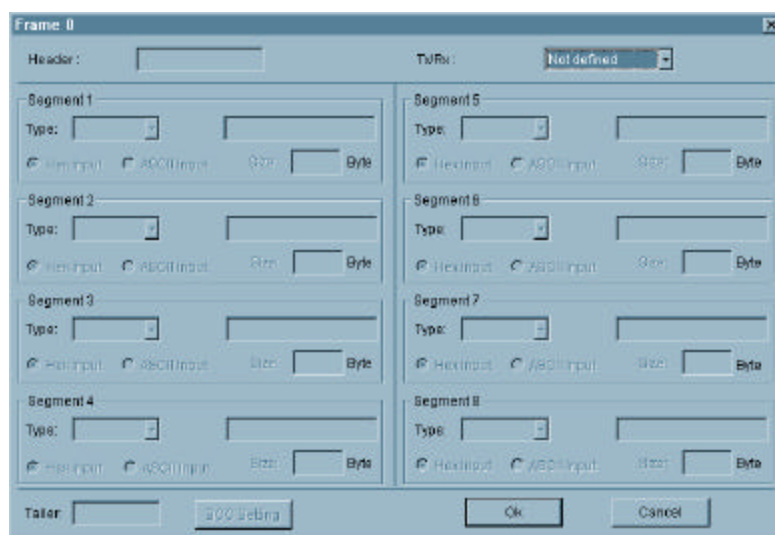 Frame 0
Header : Tx/Rx : Not defined
Segment 1
Type:
Hex Input ASCII Input Size: Byte
Segment 2
Type:
Hex Input ASCII Input Size: Byte
Segment 3
Type:
Hex Input ASCII Input Size: Byte
Segment 4
Type:
Hex Input ASCII Input Size: Byte
Segment 5
Type:
Hex Input ASCII Input Size: Byte
Segment 6
Type:
Hex Input ASCII Input Size: Byte
Segment 7
Type:
Hex Input ASCII Input Size: Byte
Segment 8
Type:
Hex Input ASCII Input Size: Byte
Tailer: BCC Setting Ok Cancel